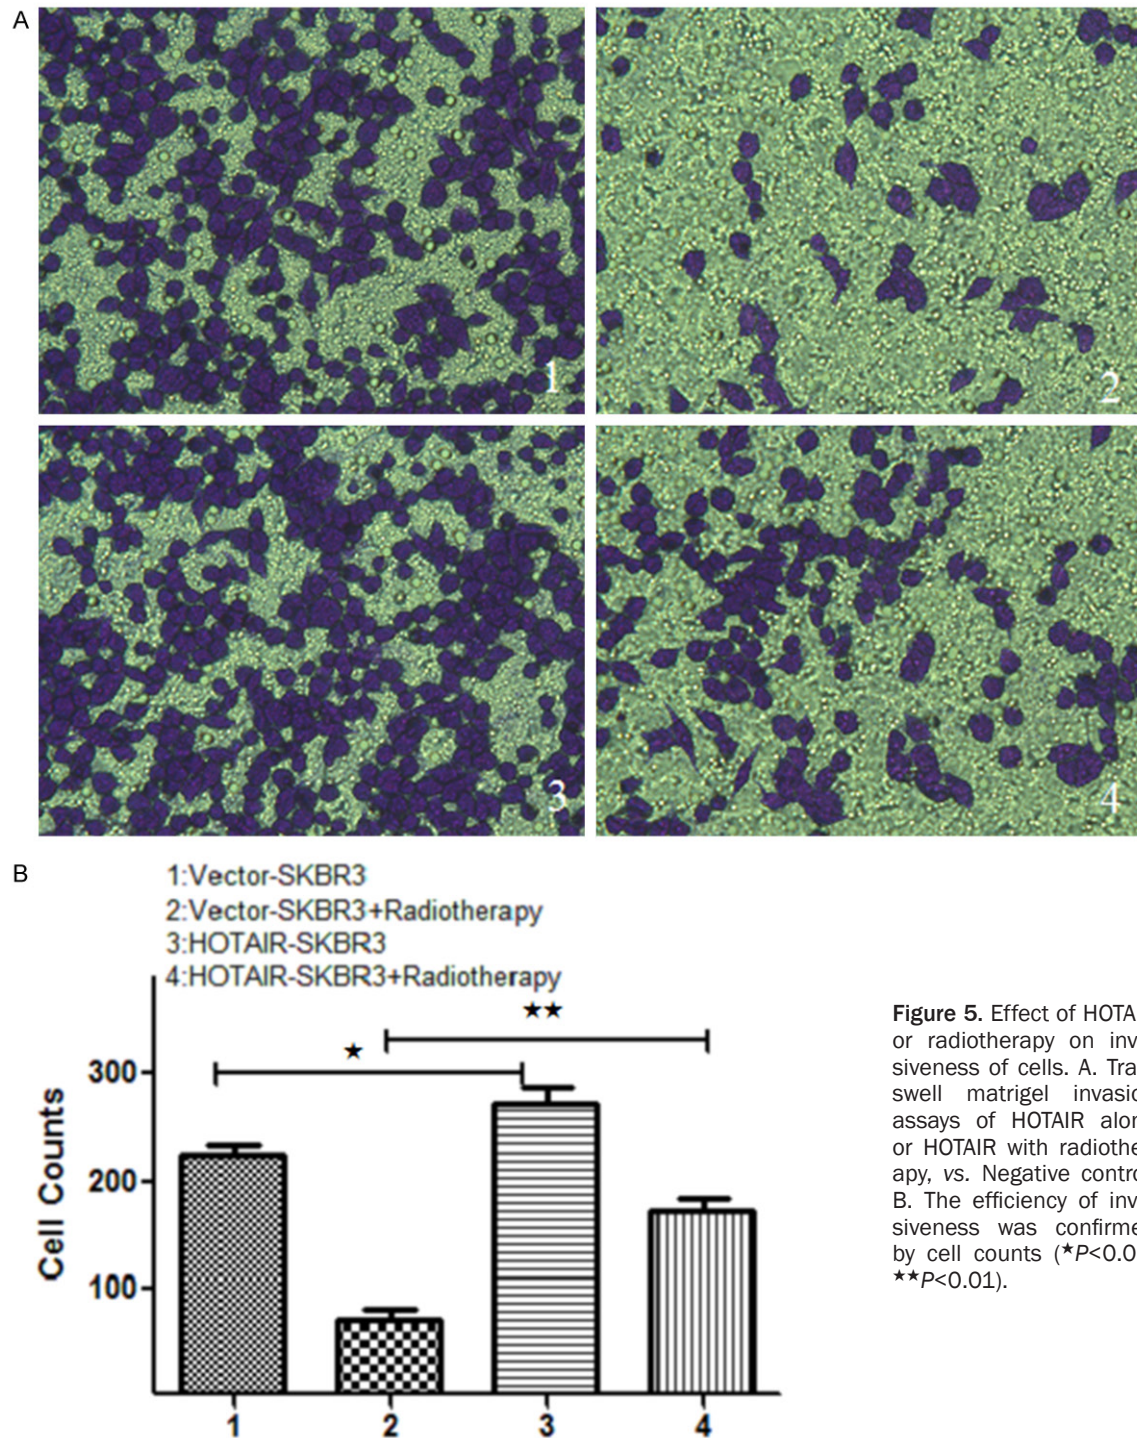 A
1
2
3
4
B
1:Vector-SKBR3
2:Vector-SKBR3+Radiotherapy
3:HOTAIR-SKBR3
4:HOTAIR-SKBR3+Radiotherapy
★★
★
300
200
100
Cell Counts
1 2 3 4
Figure 5. Effect of HOTA
or radiotherapy on inv
siveness of cells. A. Tra
swell matrigel invasio
assays of HOTAIR alon
or HOTAIR with radiothe
apy, vs. Negative contro
B. The efficiency of inv
siveness was confirme
by cell counts (★P<0.0
★★P<0.01).